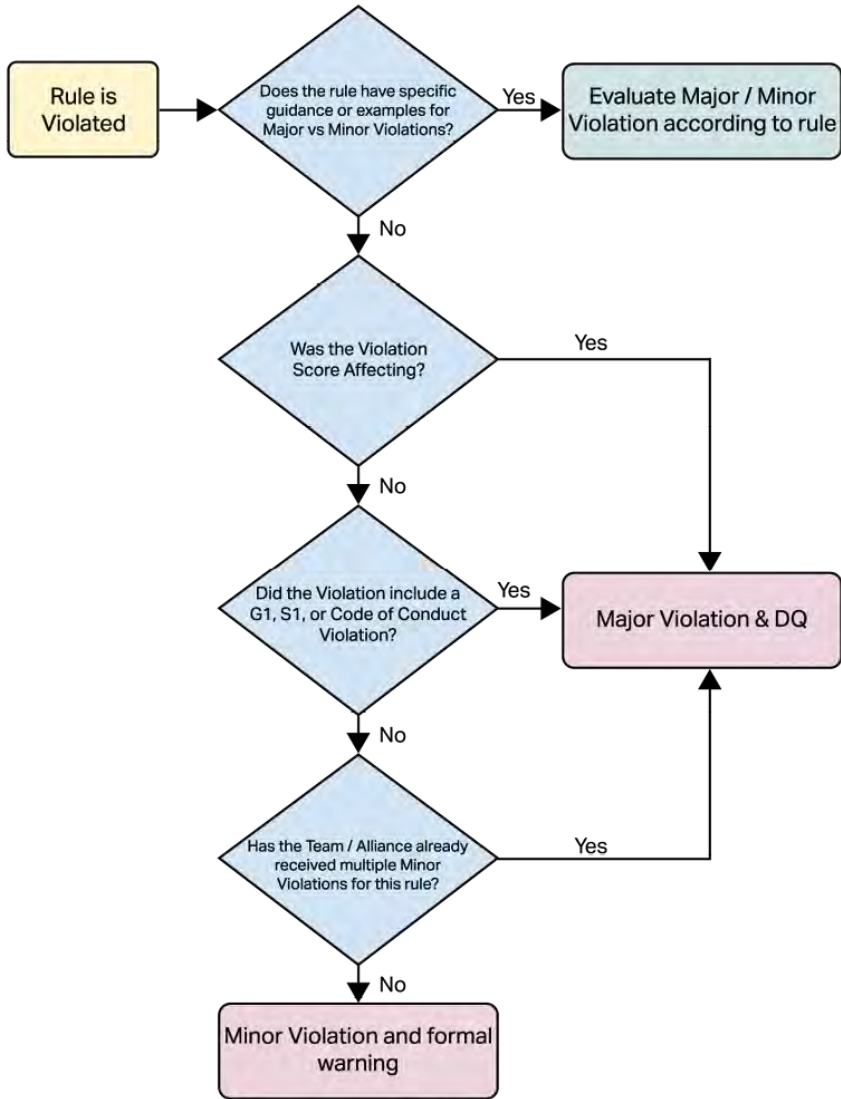 Rule is
Violated
Does the rule have specific
guidance or examples for
Major vs Minor Violations?
Yes
Evaluate Major / Minor
Violation according to rule
No
Was the Violation
Score Affecting?
Yes
No
Did the Violation include a
G1, S1, or Code of Conduct
Violation?
Yes
Major Violation & DQ
No
Has the Team / Alliance already
received multiple Minor
Violations for this rule?
Yes
No
Minor Violation and formal
warning